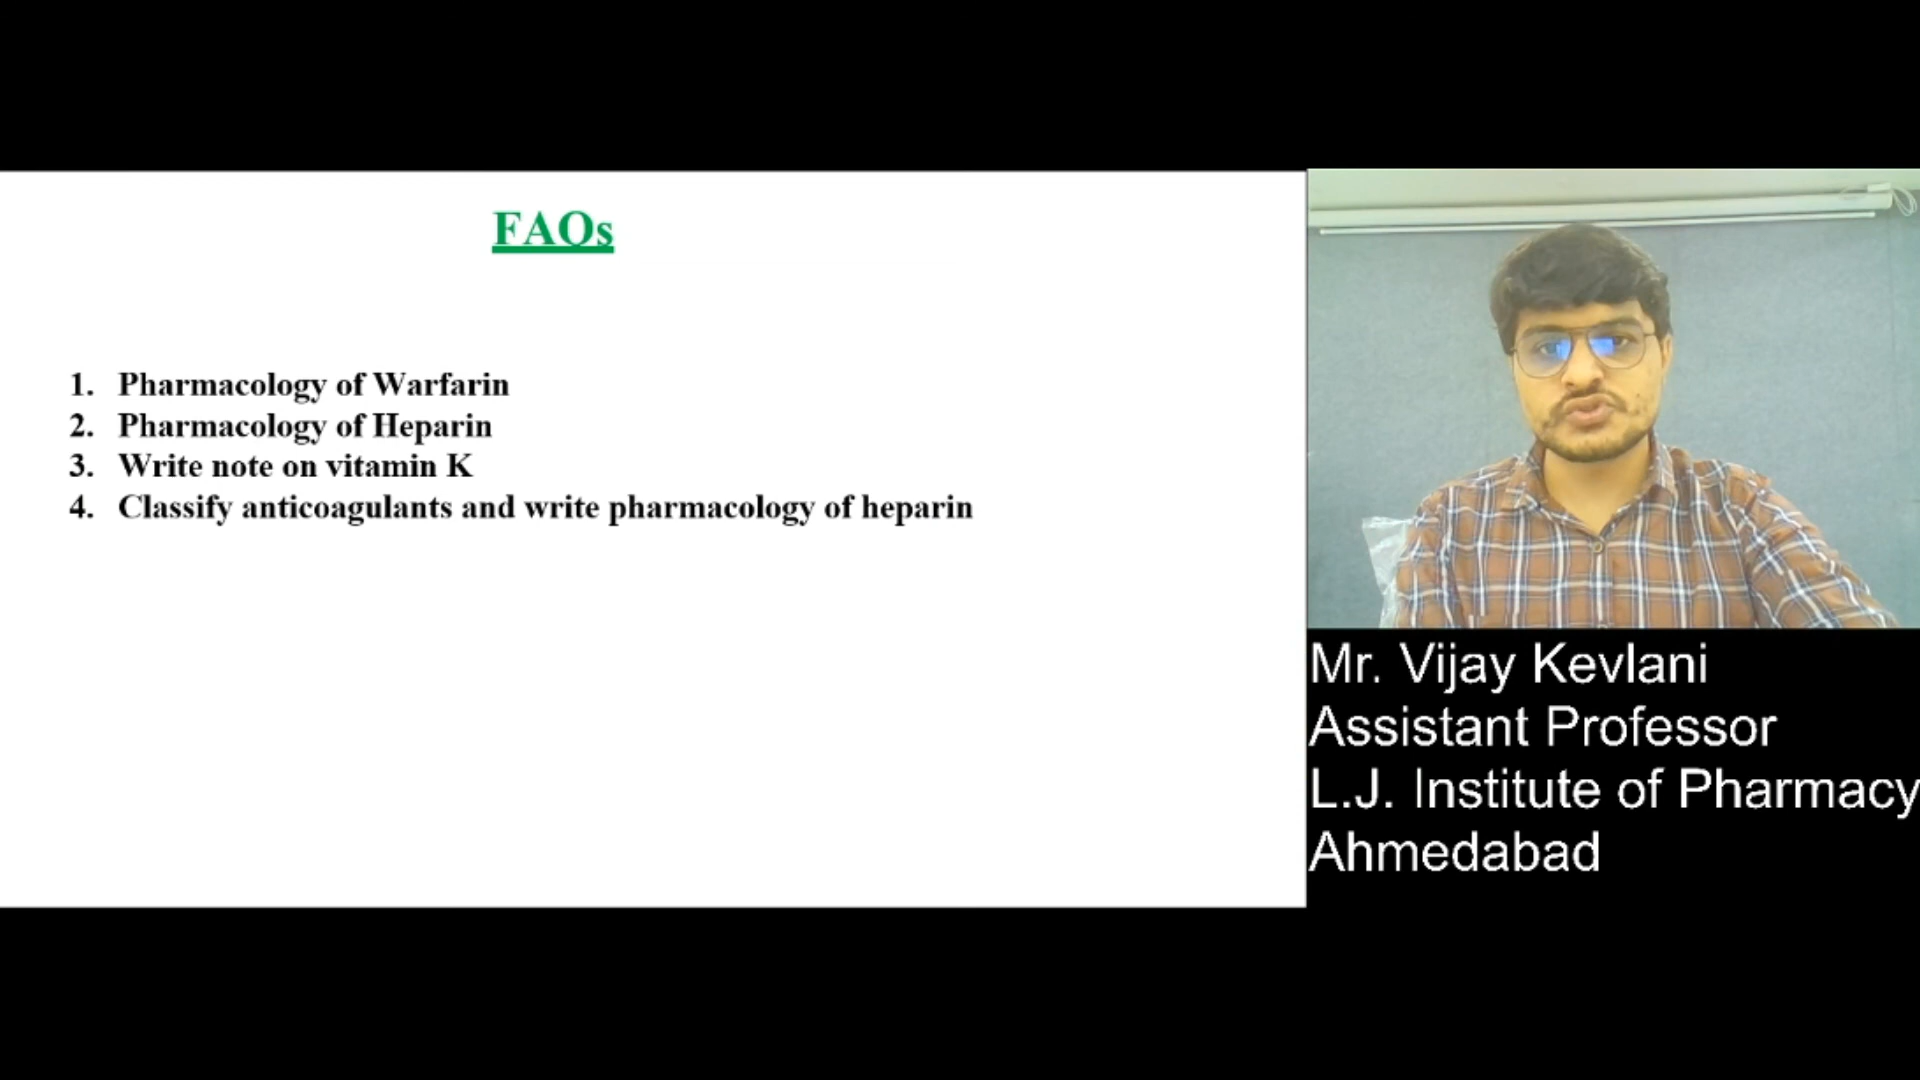 FAQs
1. Pharmacology of Warfarin
2. Pharmacology of Heparin
3. Write note on vitamin K
4. Classify anticoagulants and write pharmacology of heparin
Mr. Vijay Kevlani
Assistant Professor
L.J. Institute of Pharmacy
Ahmedabad